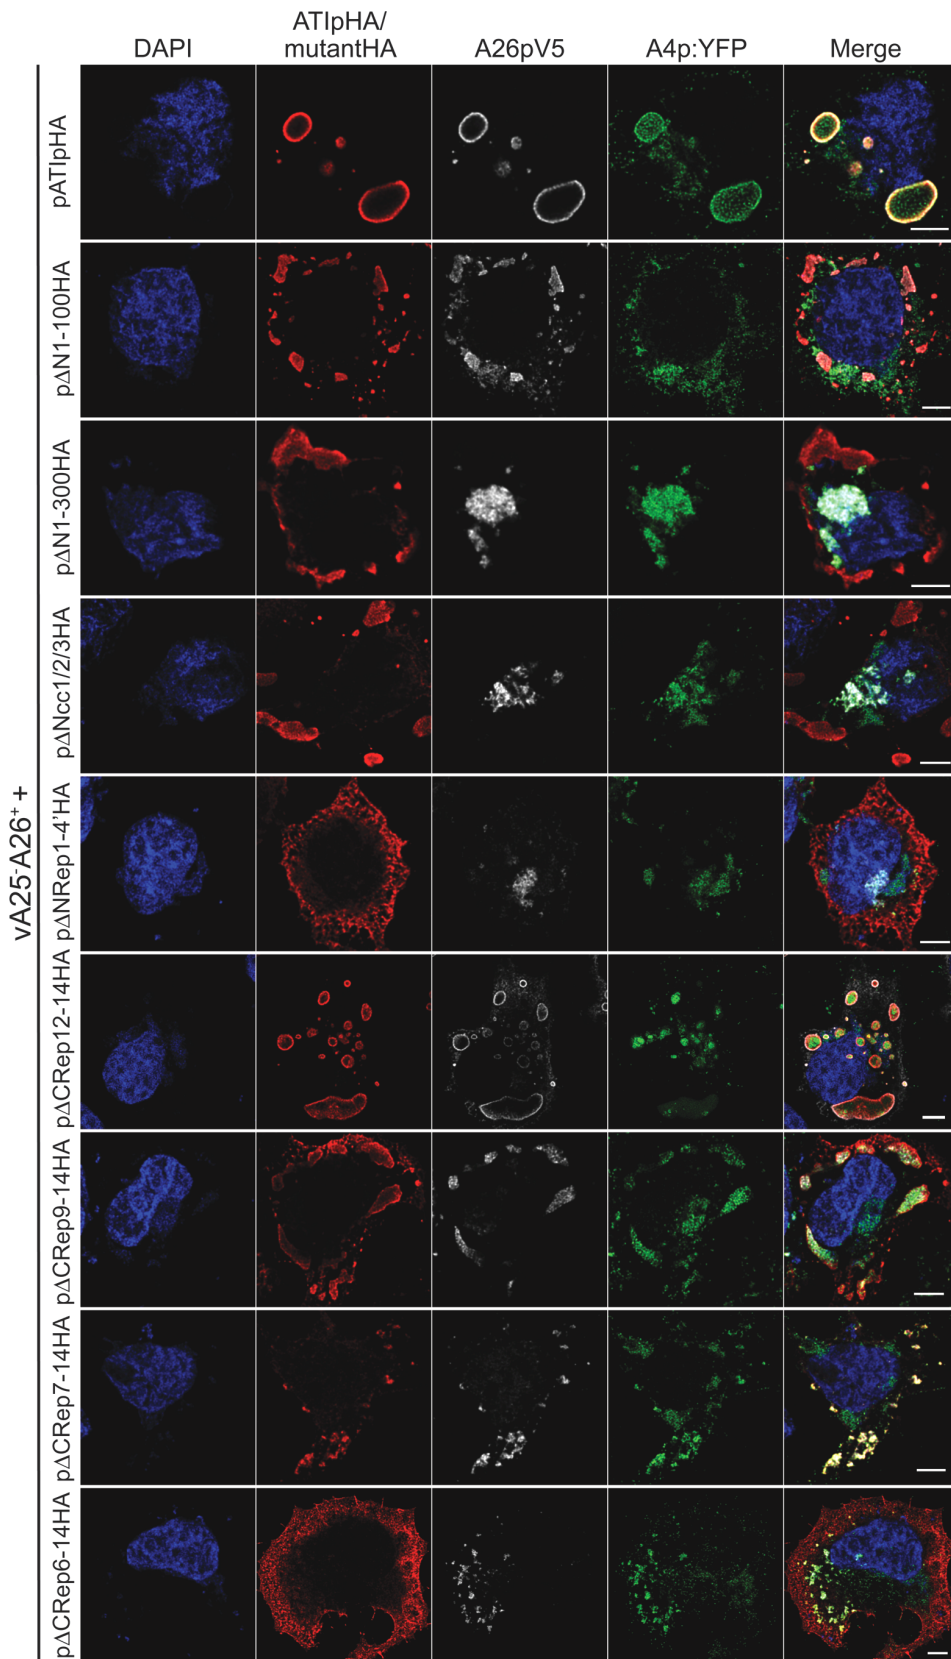 DAPI
ATIpHA/
mutantHA
A26pV5
A4p:YFP
Merge
vA25⁻A26⁺ +
pATIpHA
pΔN1-100HA
pΔN1-300HA
pΔNcc1/2/3HA
pΔNRep1-4'HA
pΔCRep12-14HA
pΔCRep9-14HA
pΔCRep7-14HA
pΔCRep6-14HA